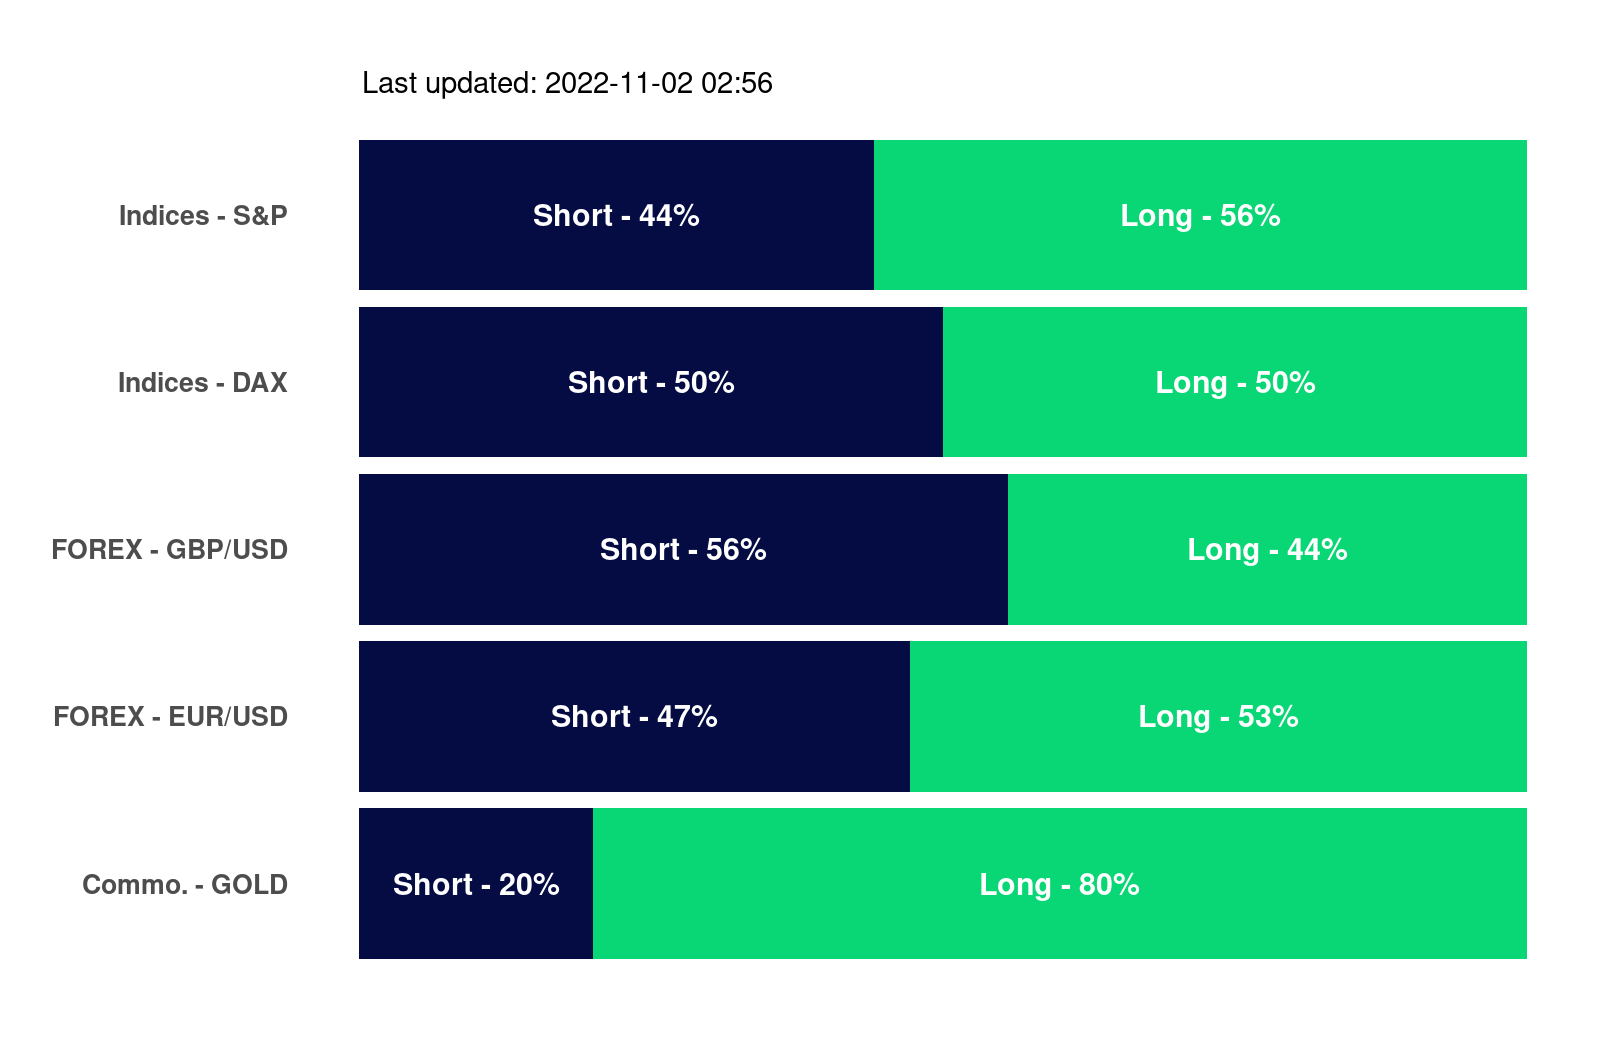 Last updated: 2022-11-02 02:56
Indices - S&P Short - 44% Long - 56%
Indices - DAX Short - 50% Long - 50%
FOREX - GBP/USD Short - 56% Long - 44%
FOREX - EUR/USD Short - 47% Long - 53%
Commo. - GOLD Short - 20% Long - 80%